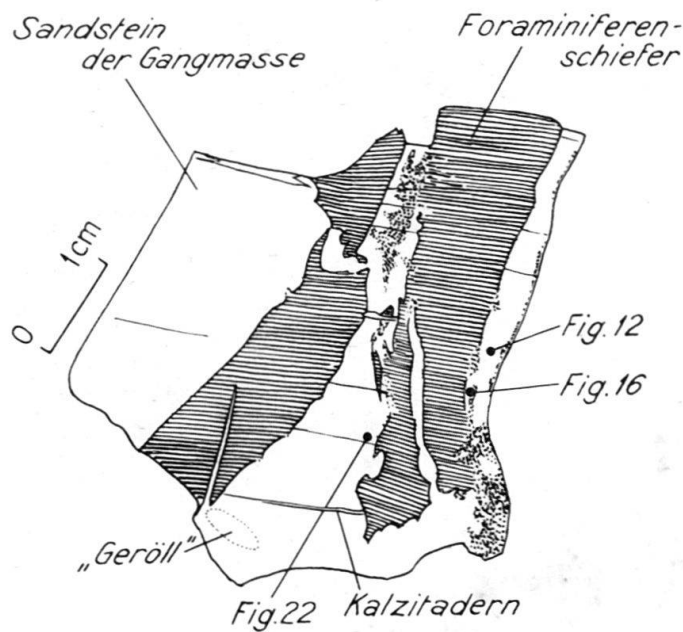 Sandstein
der Gangmasse
Foraminiferen-
schiefer
1cm
0
Fig.12
Fig.16
„Geröll“
Fig.22
Kalzitadern